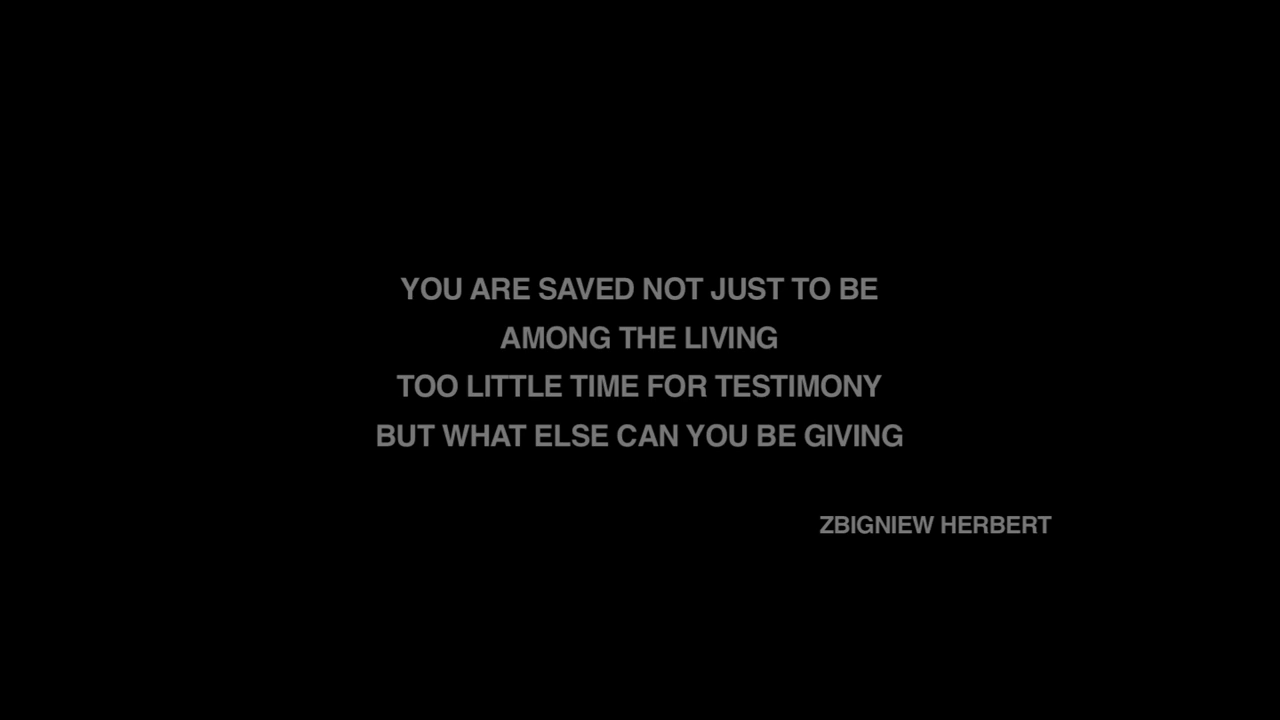 YOU ARE SAVED NOT JUST TO BE
AMONG THE LIVING
TOO LITTLE TIME FOR TESTIMONY
BUT WHAT ELSE CAN YOU BE GIVING
ZBIGNIEW HERBERT